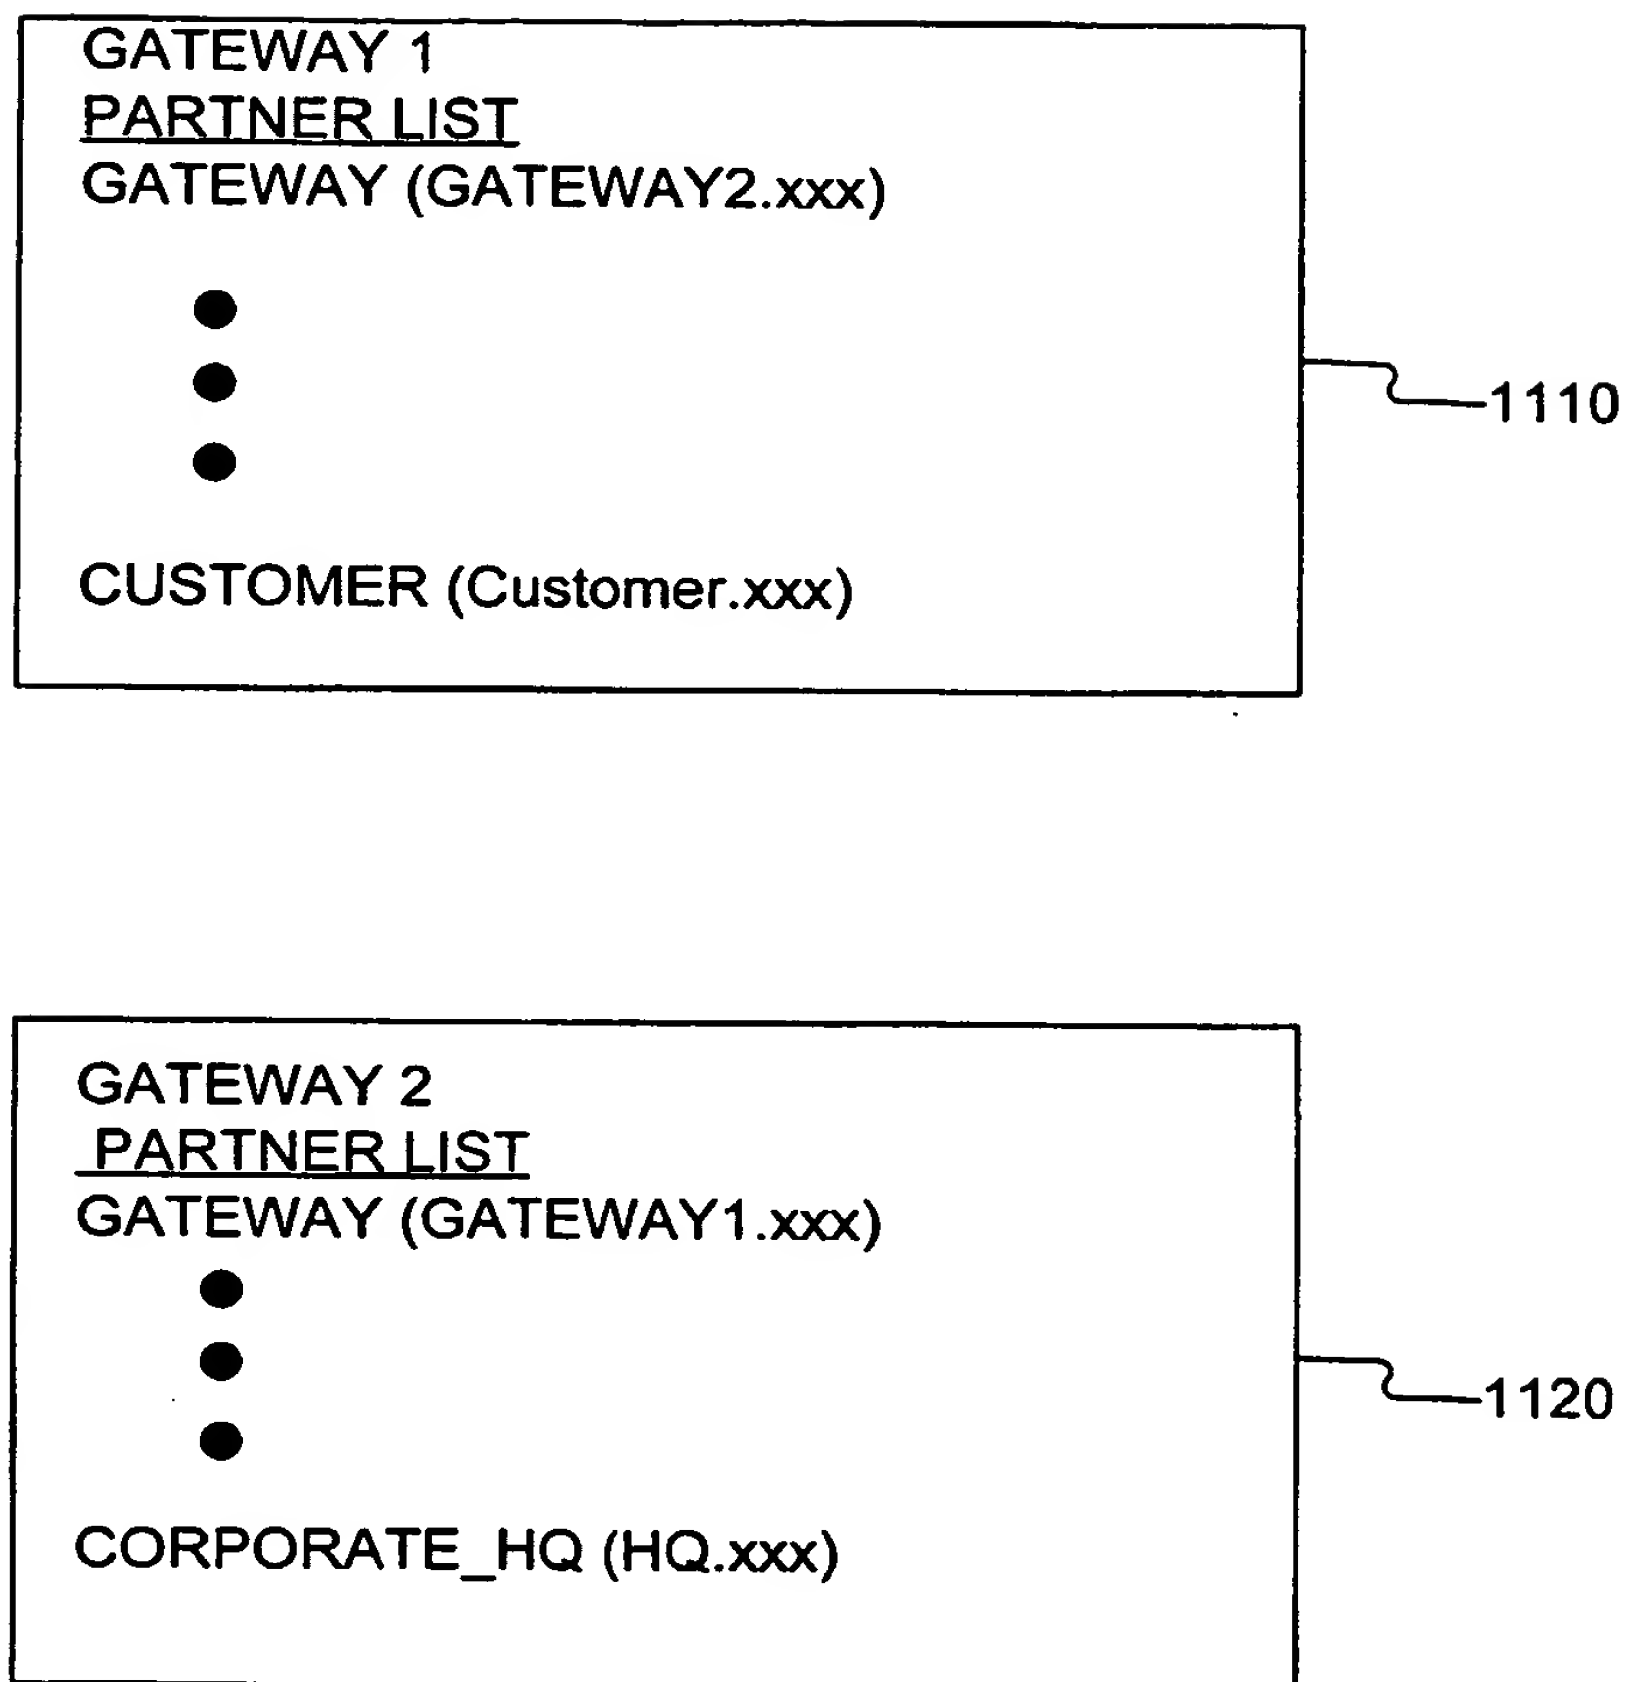 GATEWAY 1
PARTNER LIST
GATEWAY (GATEWAY2.xxx)
1110
CUSTOMER (Customer.xxx)
GATEWAY 2
PARTNER LIST
GATEWAY (GATEWAY1.xxx)
1120
CORPORATE_HQ (HQ.xxx)